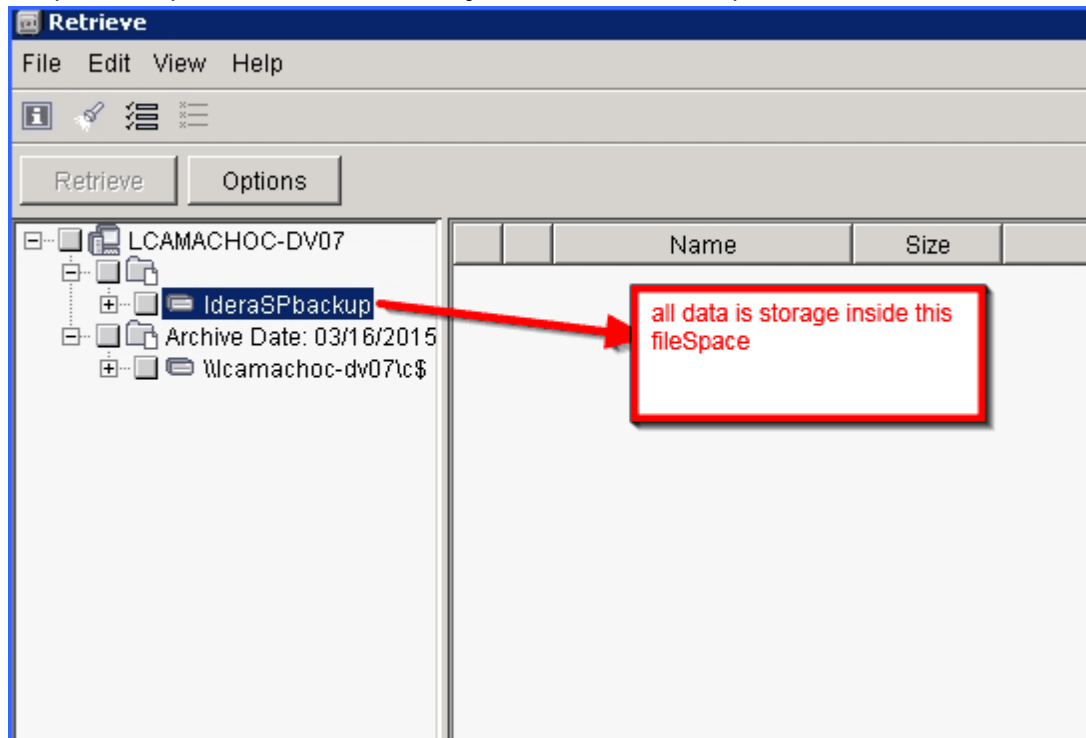 Retrieve
File Edit View Help
Retrieve Options
LCAMACHOC-DV07
IderaSPbackup
Archive Date: 03/16/2015
\\lcamachoc-dv07\c$
Name Size
all data is storage inside this
fileSpace